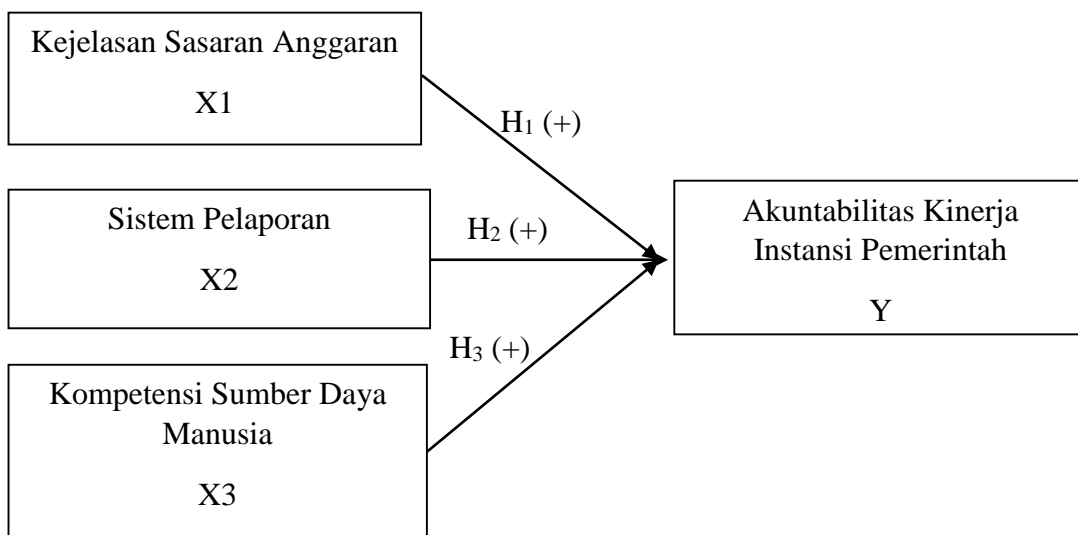 Kejelasan Sasaran Anggaran
X1
H₁ (+)
Sistem Pelaporan
X2
H₂ (+)
Akuntabilitas Kinerja
Instansi Pemerintah
Y
H₃ (+)
Kompetensi Sumber Daya
Manusia
X3